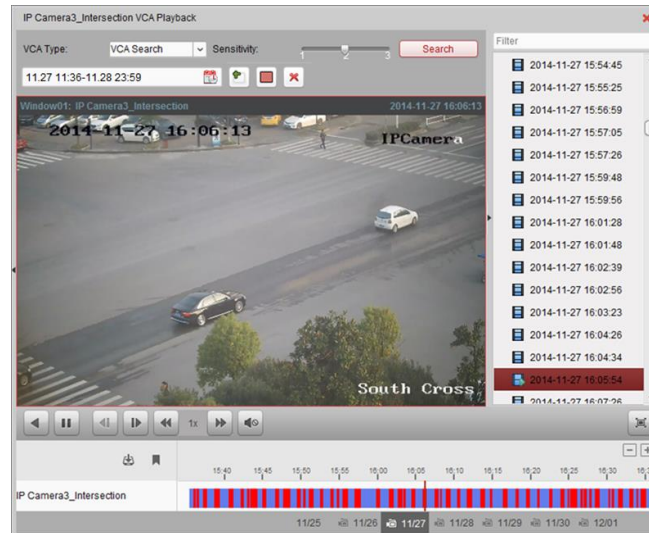 IP Camera3_Intersection VCA Playback
VCA Type: VCA Search Sensitivity: 1 2 3 Search
11.27 11:36-11.28 23:59
Window01: IP Camera3_Intersection 2014-11-27 16:06:13
2014-11-27 16:06:13 IPCamera
South Cross
Filter
2014-11-27 15:54:45
2014-11-27 15:55:25
2014-11-27 15:56:59
2014-11-27 15:57:05
2014-11-27 15:57:26
2014-11-27 15:59:48
2014-11-27 15:59:56
2014-11-27 16:01:28
2014-11-27 16:01:48
2014-11-27 16:02:39
2014-11-27 16:02:56
2014-11-27 16:03:23
2014-11-27 16:04:26
2014-11-27 16:04:34
2014-11-27 16:05:54
2014-11-27 16:07:26
1x
15:40 15:45 15:50 15:55 16:00 16:05 16:10 16:15 16:20 16:25 16:30
IP Camera3_Intersection
11/25 11/26 11/27 11/28 11/29 11/30 12/01